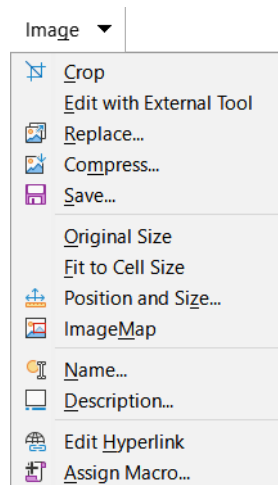 Image
Crop
Edit with External Tool
Replace...
Compress...
Save...
Original Size
Fit to Cell Size
Position and Size...
ImageMap
Name...
Description...
Edit Hyperlink
Assign Macro...